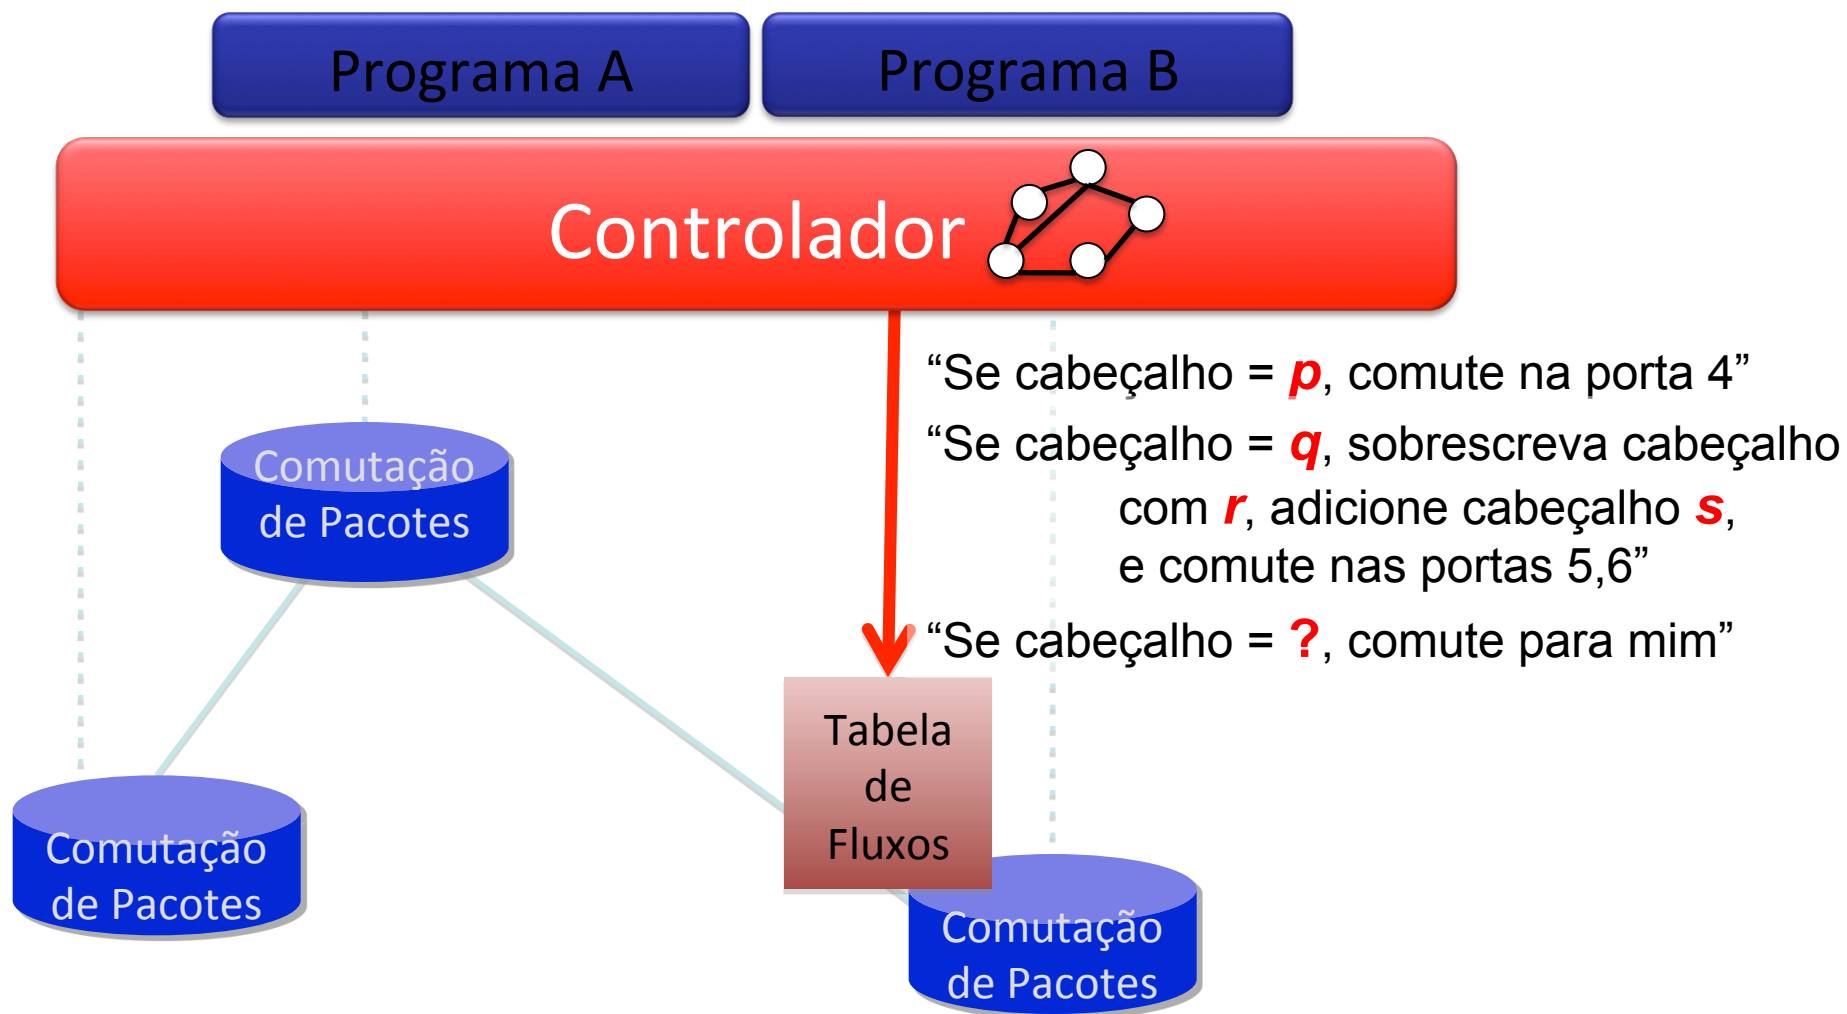 Programa A
Programa B
Controlador
“Se cabeçalho = p, comute na porta 4”
“Se cabeçalho = q, sobrescreva cabeçalho
com r, adicione cabeçalho s,
e comute nas portas 5,6”
“Se cabeçalho = ?, comute para mim”
Comutação
de Pacotes
Tabela
de
Fluxos
Comutação
de Pacotes
Comutação
de Pacotes